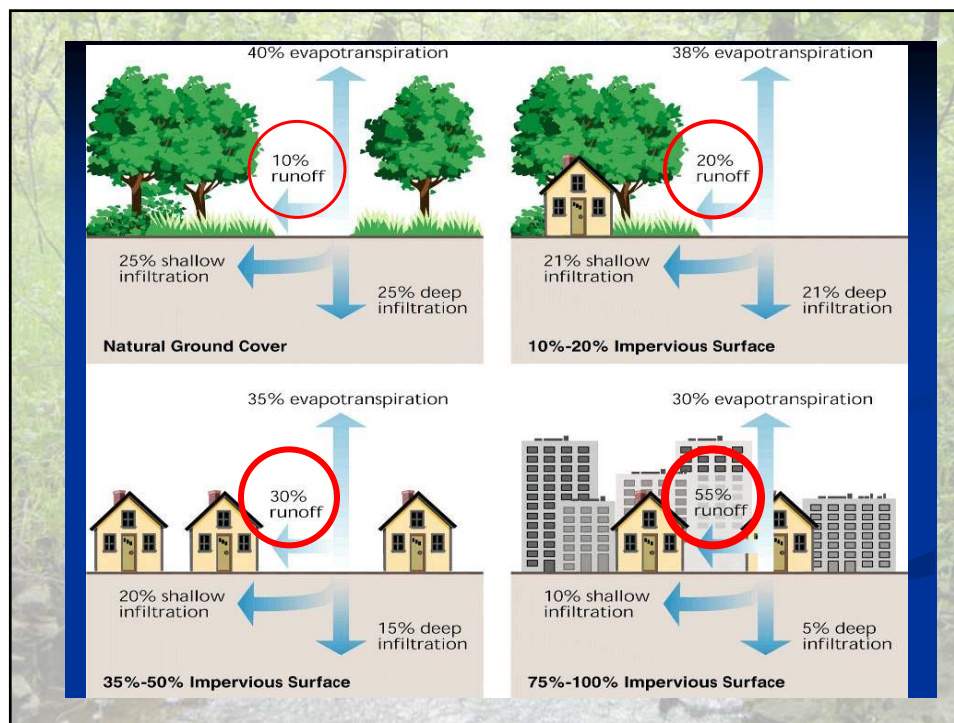 40% evapotranspiration
10%
runoff
25% shallow
infiltration
25% deep
infiltration
Natural Ground Cover
38% evapotranspiration
20%
runoff
21% shallow
infiltration
21% deep
infiltration
10%-20% Impervious Surface
35% evapotranspiration
30%
runoff
20% shallow
infiltration
15% deep
infiltration
35%-50% Impervious Surface
30% evapotranspiration
55%
runoff
10% shallow
infiltration
5% deep
infiltration
75%-100% Impervious Surface